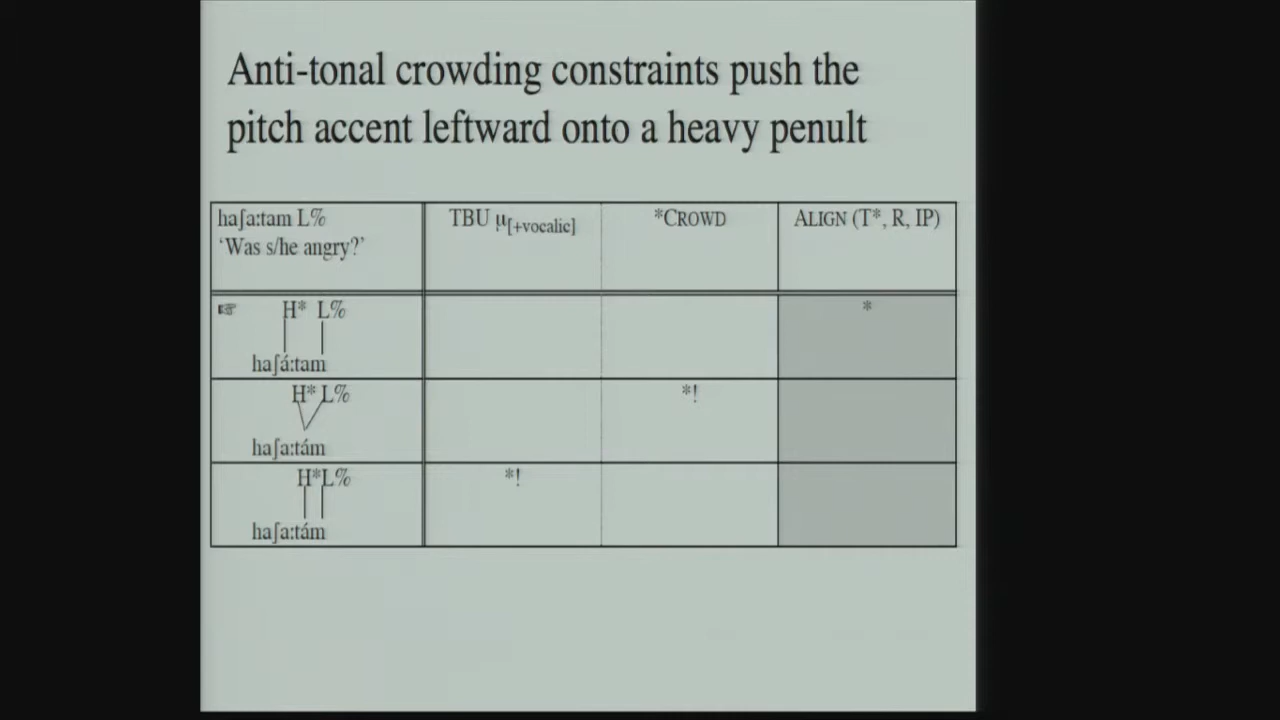 Anti-tonal crowding constraints push the
pitch accent leftward onto a heavy penult
haʃa:tam L%
‘Was s/he angry?’
TBU μ[+vocalic]
*CROWD
ALIGN (T*, R, IP)
☞ H* L%
haʃá:tam
*
H* L%
haʃa:tám
*!
H*L%
haʃa:tám
*!